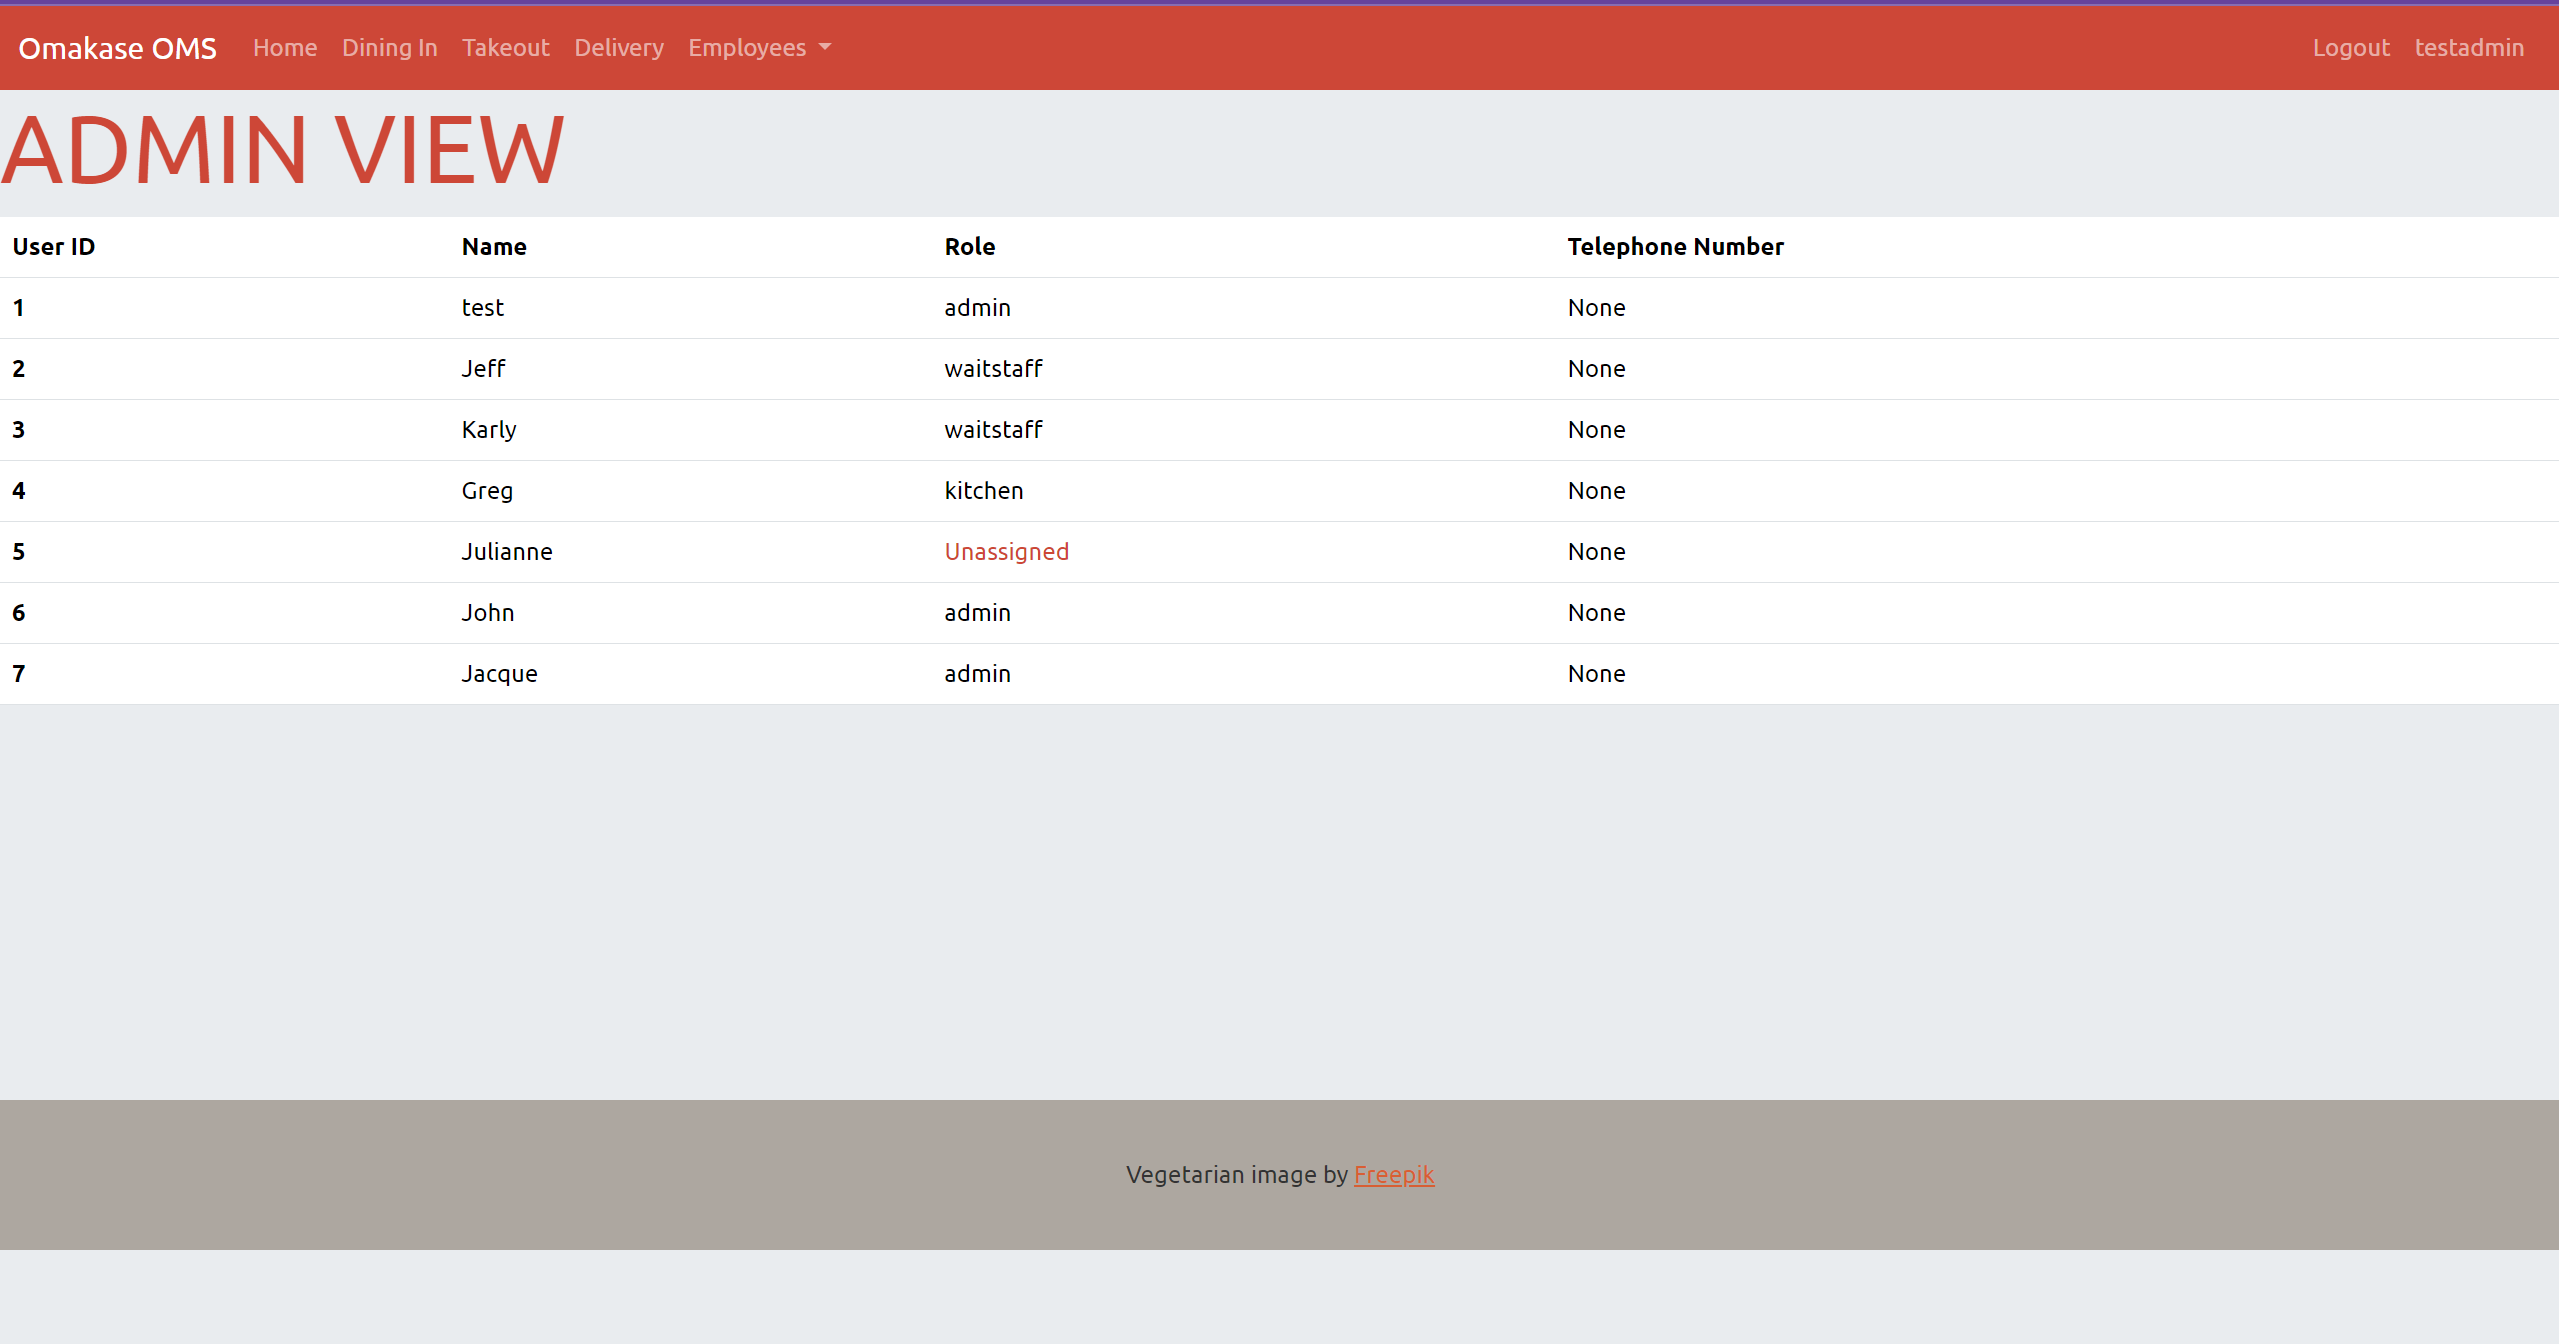 Omakase OMS Home Dining In Takeout Delivery Employees Logout testadmin
ADMIN VIEW
User ID Name Role Telephone Number
1 test admin None
2 Jeff waitstaff None
3 Karly waitstaff None
4 Greg kitchen None
5 Julianne Unassigned None
6 John admin None
7 Jacque admin None
Vegetarian image by Freepik